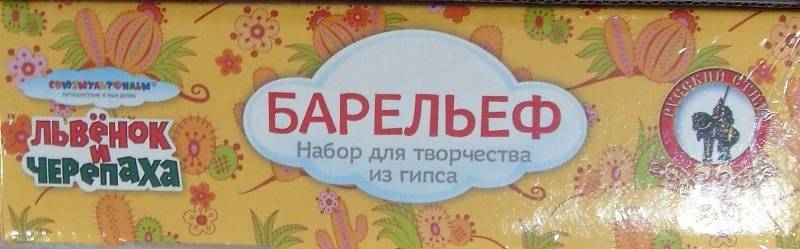 СОЮЗМУЛЬТФИЛЬМ®
ЛЬВЁНОК
И
ЧЕРЕПАХА
БАРЕЛЬЕФ
Набор для творчества
из гипса
РУССКИЙ СТИЛЬ